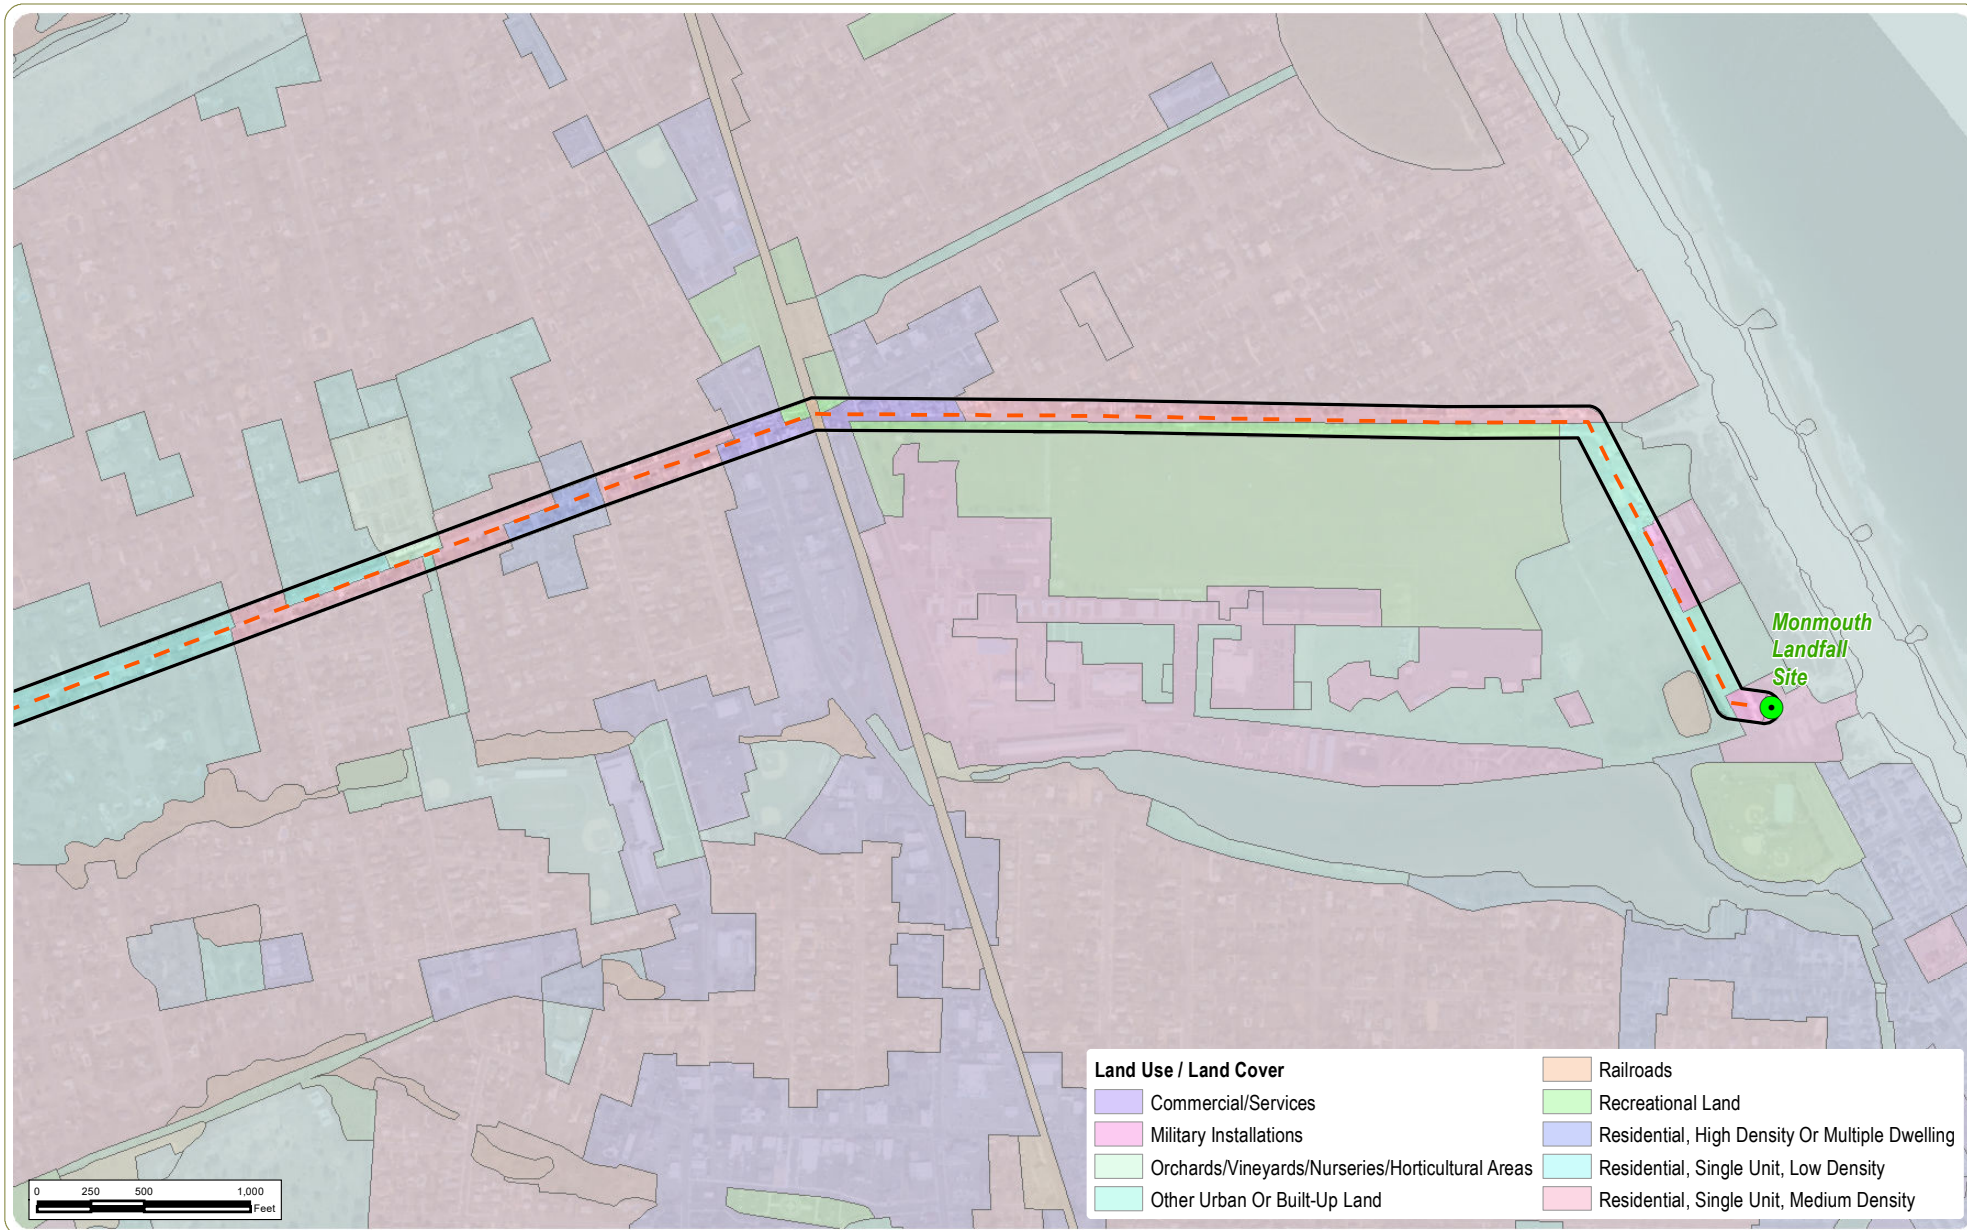 Monmouth
Landfall
Site
Land Use / Land Cover
Commercial/Services
Military Installations
Orchards/Vineyards/Nurseries/Horticultural Areas
Other Urban Or Built-Up Land
Railroads
Recreational Land
Residential, High Density Or Multiple Dwelling
Residential, Single Unit, Low Density
Residential, Single Unit, Medium Density
0 250 500 1,000
Feet